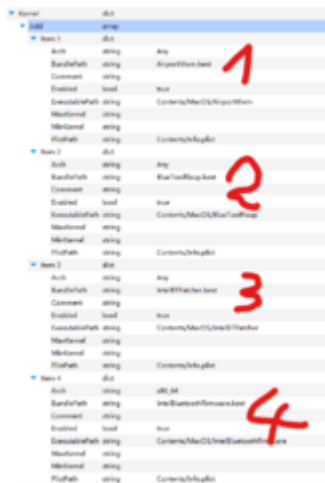 Kernel dict
Add array
Item 1 dict
Arch string Any
BundlePath string AirportItlwm.kext
Comment string
Enabled bool true
ExecutablePath string Contents/MacOS/AirportItlwm
MaxKernel string
MinKernel string
PlistPath string Contents/Info.plist
1
Item 2 dict
Arch string Any
BundlePath string BlueToolFixup.kext
Comment string
Enabled bool true
ExecutablePath string Contents/MacOS/BlueToolFixup
MaxKernel string
MinKernel string
PlistPath string Contents/Info.plist
2
Item 3 dict
Arch string Any
BundlePath string IntelBTPatcher.kext
Comment string
Enabled bool true
ExecutablePath string Contents/MacOS/IntelBTPatcher
MaxKernel string
MinKernel string
PlistPath string Contents/Info.plist
3
Item 4 dict
Arch string x86_64
BundlePath string IntelBluetoothFirmware.kext
Comment string
Enabled bool true
ExecutablePath string Contents/MacOS/IntelBluetoothFirmware
MaxKernel string
MinKernel string
PlistPath string Contents/Info.plist
4